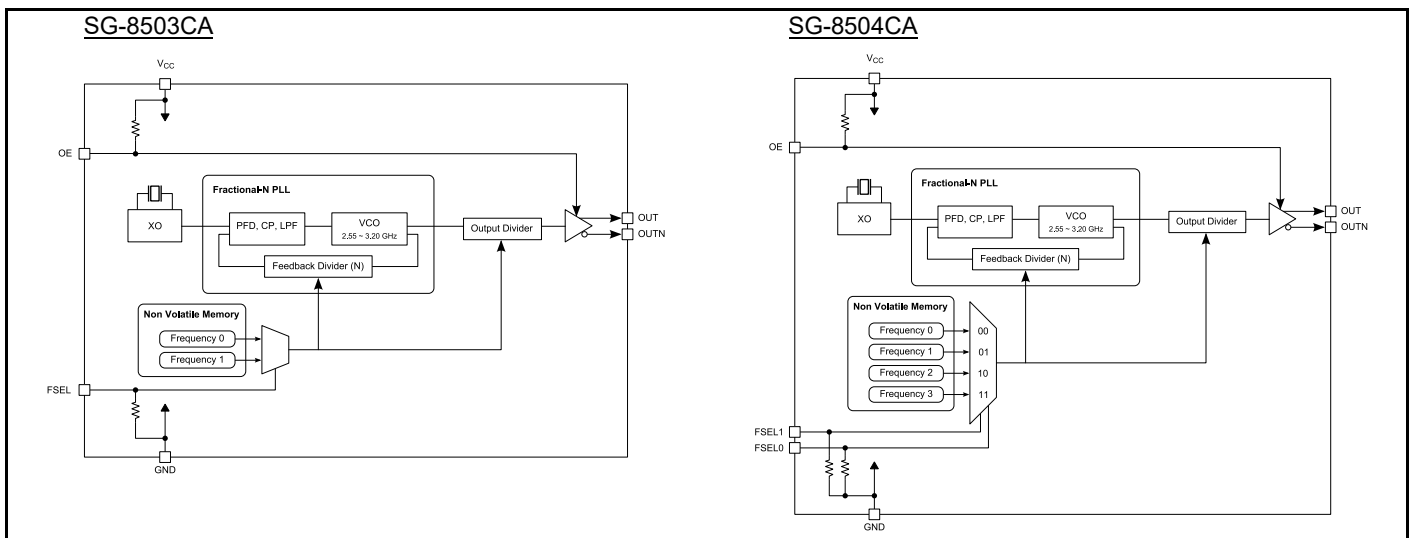 SG-8503CA
VCC
OE
Fractional-N PLL
XO
PFD, CP, LPF
VCO
2.55 ~ 3.20 GHz
Output Divider
OUT
OUTN
Feedback Divider (N)
Non Volatile Memory
Frequency 0
Frequency 1
FSEL
GND
SG-8504CA
VCC
OE
Fractional-N PLL
XO
PFD, CP, LPF
VCO
2.55 ~ 3.20 GHz
Output Divider
OUT
OUTN
Feedback Divider (N)
Non Volatile Memory
Frequency 0 00
Frequency 1 01
Frequency 2 10
Frequency 3 11
FSEL1
FSEL0
GND